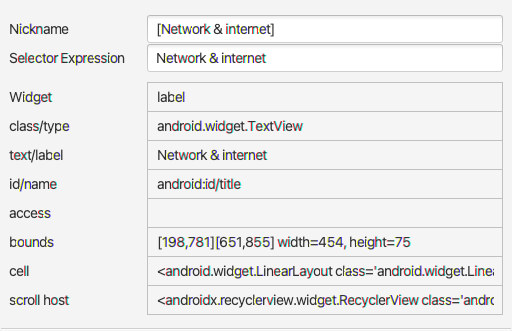 Nickname [Network & internet]
Selector Expression Network & internet
Widget label
class/type android.widget.TextView
text/label Network & internet
id/name android:id/title
access
bounds [198,781][651,855] width=454, height=75
cell <android.widget.LinearLayout class='android.widget.Linea
scroll host <androidx.recyclerview.widget.RecyclerView class='andro